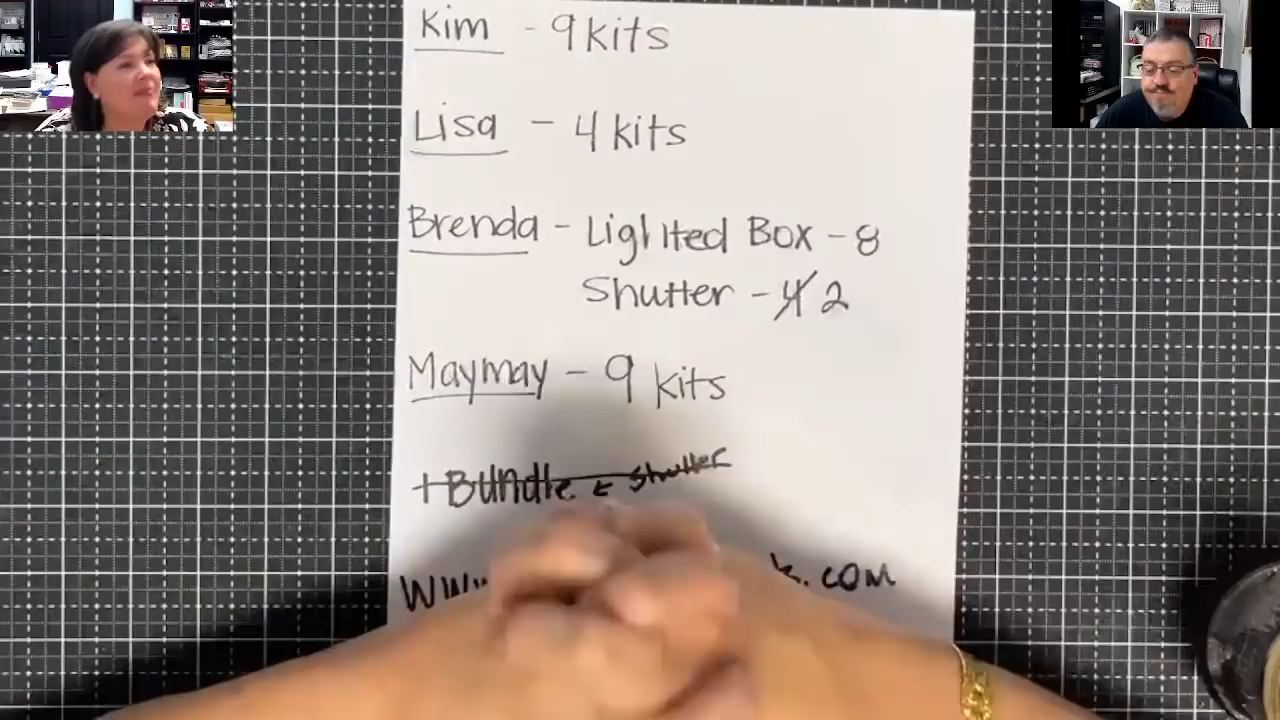 Kim - 9 kits
Lisa - 4 kits
Brenda - Lighted Box - 8
Shutter - 4 2
Maymay - 9 kits
+ Bundle & Shutter
www .com